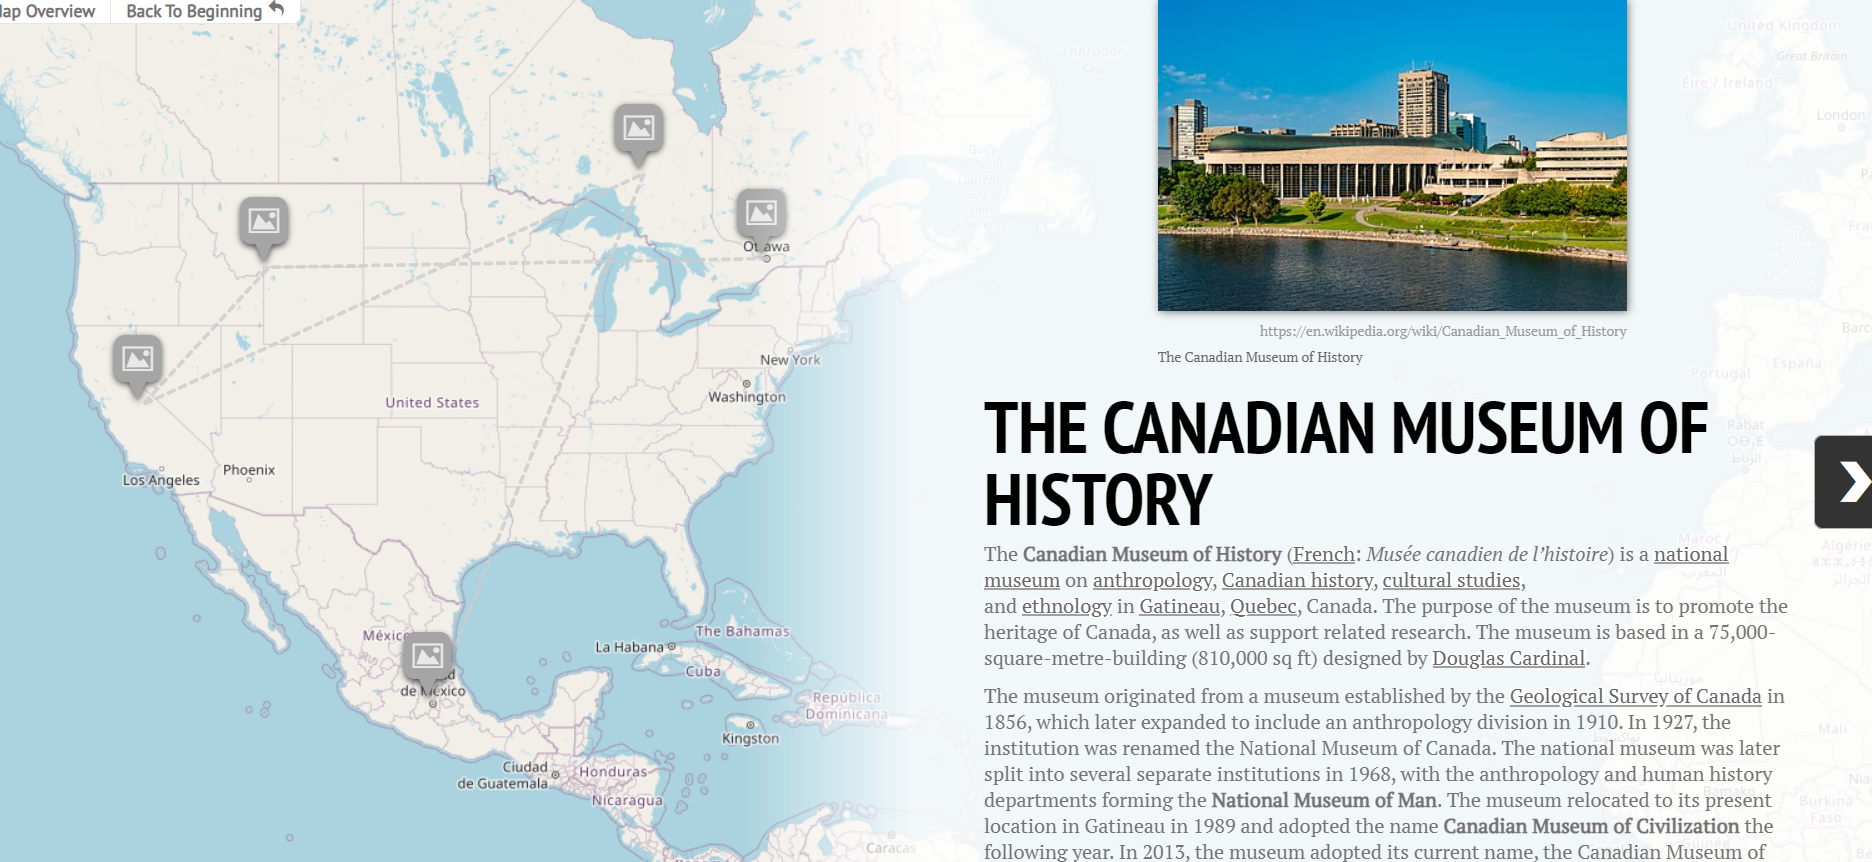 Map Overview
Back To Beginning
Labrador
Sea
United Kingdom
Great Britain
Éire / Ireland
London
Golfe
Ottawa
New York
Washington
United States
Los Angeles
Phoenix
México
de México
La Habana
The Bahamas
Cuba
República
Dominicana
Kingston
Ciudad
de Guatemala
Honduras
Nicaragua
Caracas
https://en.wikipedia.org/wiki/Canadian_Museum_of_History
The Canadian Museum of History
España
Portugal
Rabat
الرباط
THE CANADIAN MUSEUM OF
HISTORY
The Canadian Museum of History (French: Musée canadien de l’histoire) is a national
museum on anthropology, Canadian history, cultural studies,
and ethnology in Gatineau, Quebec, Canada. The purpose of the museum is to promote the
heritage of Canada, as well as support related research. The museum is based in a 75,000-
square-metre-building (810,000 sq ft) designed by Douglas Cardinal.
The museum originated from a museum established by the Geological Survey of Canada in
1856, which later expanded to include an anthropology division in 1910. In 1927, the
institution was renamed the National Museum of Canada. The national museum was later
split into several separate institutions in 1968, with the anthropology and human history
departments forming the National Museum of Man. The museum relocated to its present
location in Gatineau in 1989 and adopted the name Canadian Museum of Civilization the
following year. In 2013, the museum adopted its current name, the Canadian Museum of
Maroc /
المغرب
Mali
Bamako
Burkina
Faso